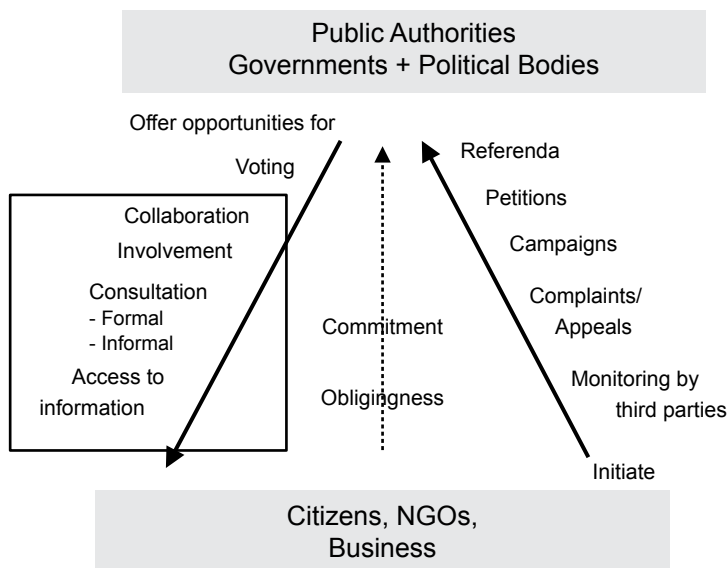 Public Authorities
Governments + Political Bodies
Offer opportunities for
Voting
Collaboration
Involvement
Consultation
- Formal
- Informal
Access to
information
Commitment
Obligingness
Referenda
Petitions
Campaigns
Complaints/
Appeals
Monitoring by
third parties
Initiate
Citizens, NGOs,
Business